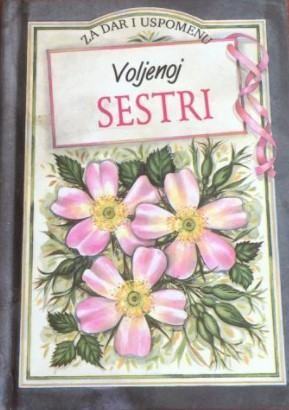 ZA DAR I USPOMENU
Voljenoj
SESTRI